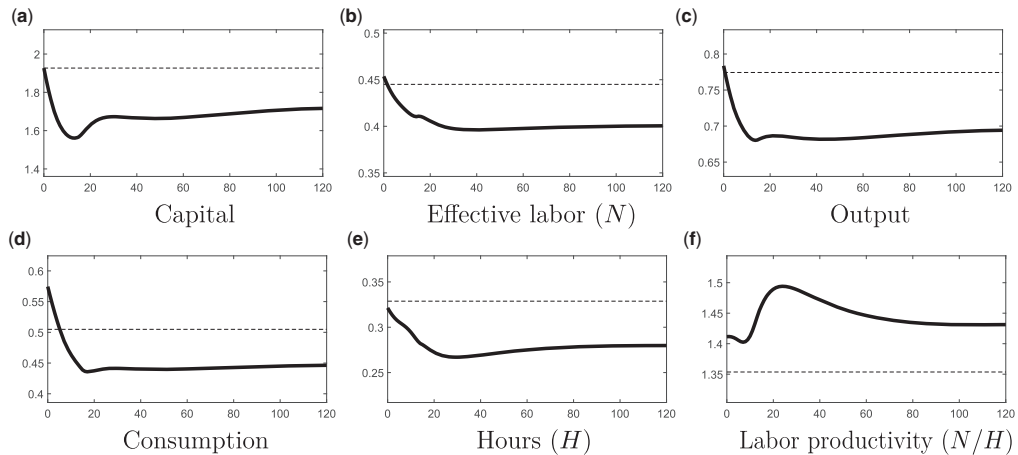 (a)
2
1.8
1.6
1.4
0 20 40 60 80 100 120
Capital
(b)
0.5
0.45
0.4
0.35
0 20 40 60 80 100 120
Effective labor (N)
(c)
0.8
0.75
0.7
0.65
0 20 40 60 80 100 120
Output
(d)
0.6
0.55
0.5
0.45
0.4
0 20 40 60 80 100 120
Consumption
(e)
0.35
0.3
0.25
0 20 40 60 80 100 120
Hours (H)
(f)
1.5
1.45
1.4
1.35
0 20 40 60 80 100 120
Labor productivity (N/H)